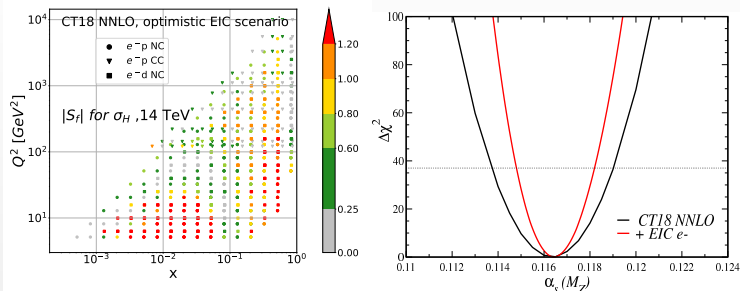 CT18 NNLO, optimistic EIC scenario
e⁻p NC
e⁻p CC
e⁻d NC
|S_f| for σ_H ,14 TeV
Q² [GeV²]
10⁴
10³
10²
10¹
10⁻³
10⁻²
10⁻¹
10⁰
x
1.20
1.00
0.80
0.60
0.25
0.00
Δχ²
100
80
60
40
20
0
CT18 NNLO
+ EIC e-
0.11
0.112
0.114
0.116
0.118
0.12
0.122
0.124
α_s (M_Z)